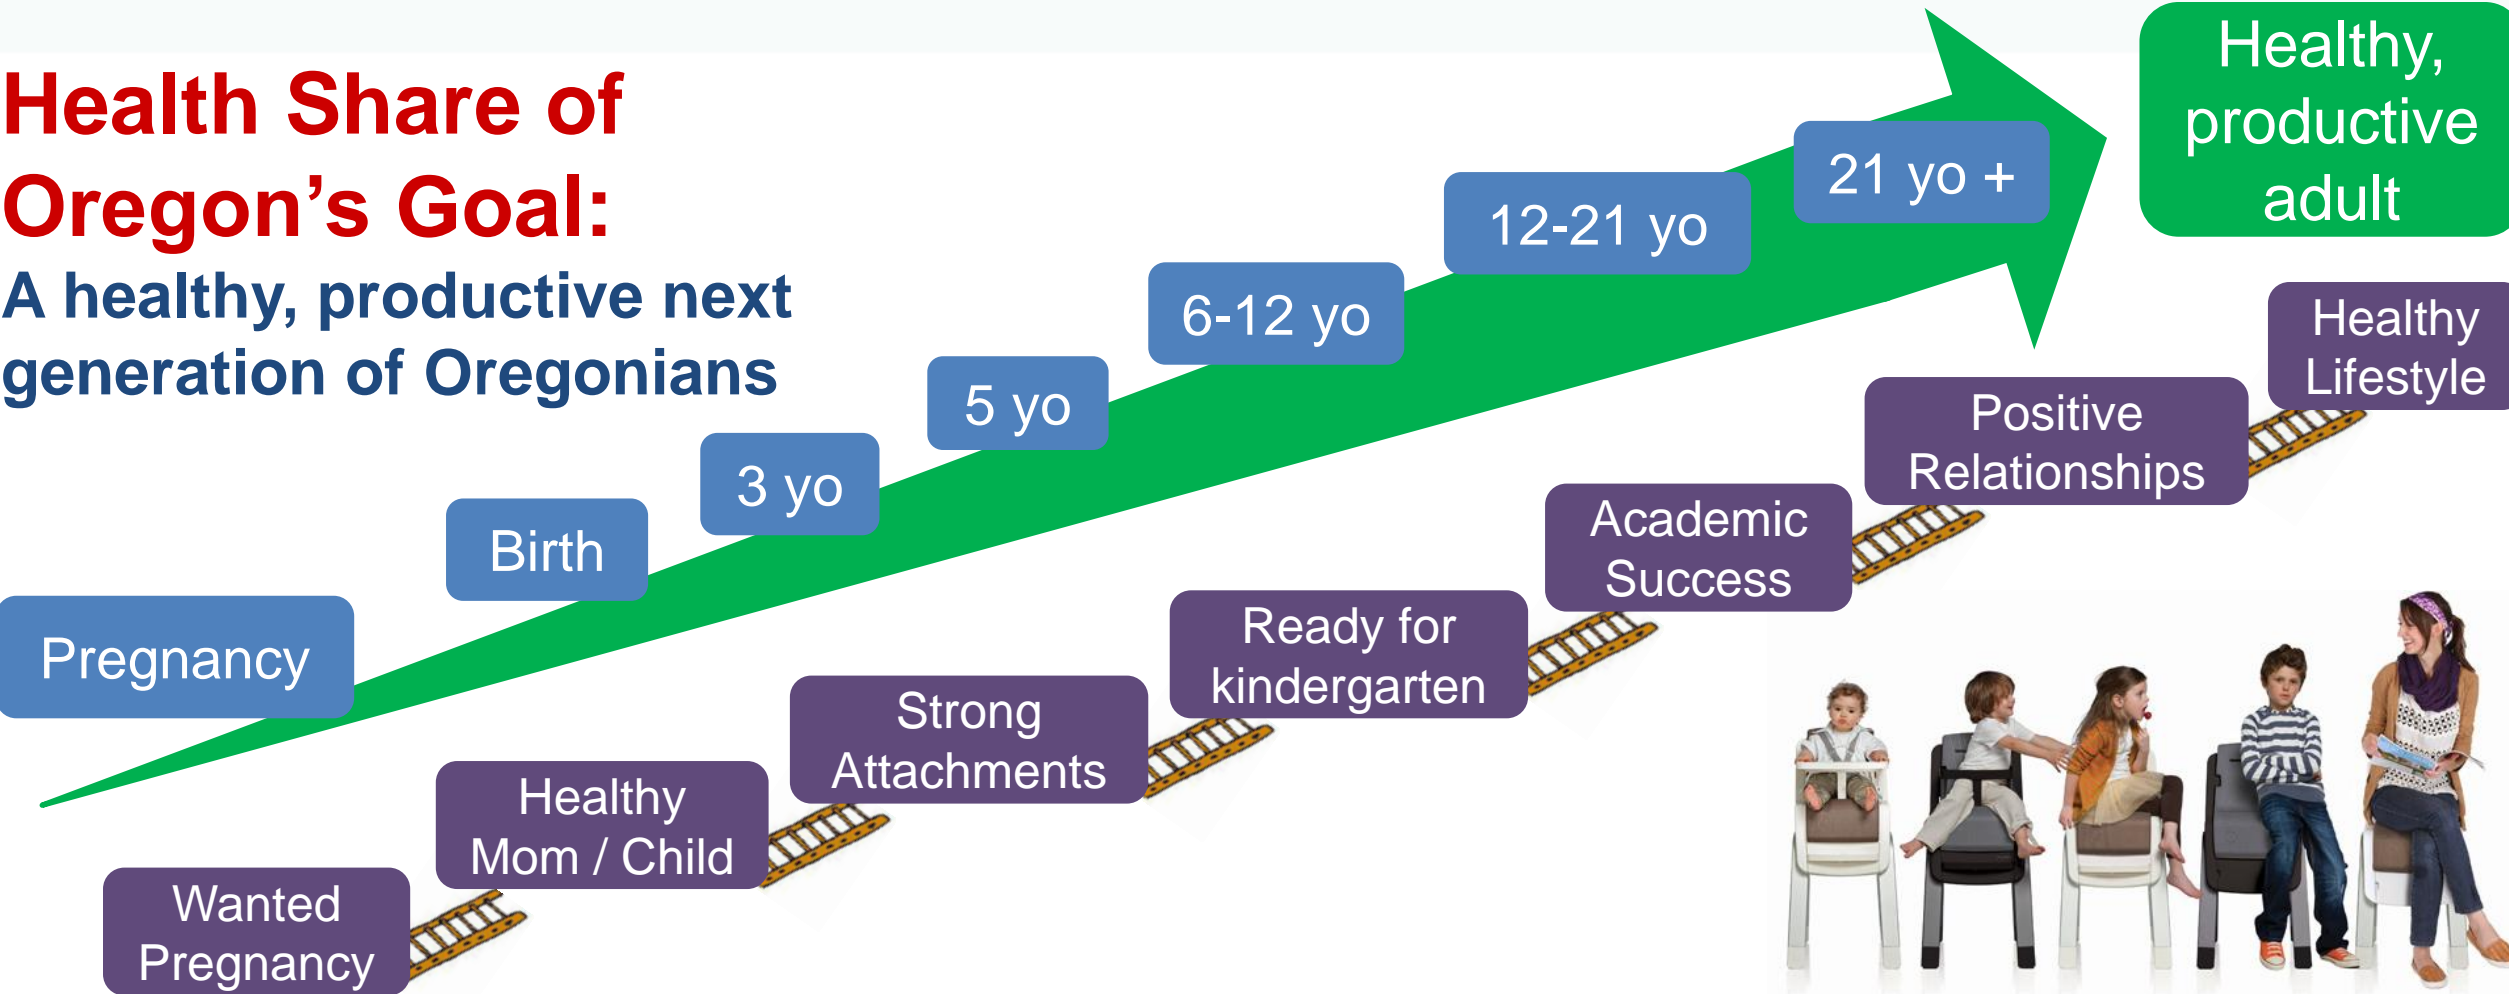 Health Share of
Oregon’s Goal:
A healthy, productive next
generation of Oregonians
Pregnancy
Birth
3 yo
5 yo
6-12 yo
12-21 yo
21 yo +
Healthy,
productive
adult
Wanted
Pregnancy
Healthy
Mom / Child
Strong
Attachments
Ready for
kindergarten
Academic
Success
Positive
Relationships
Healthy
Lifestyle